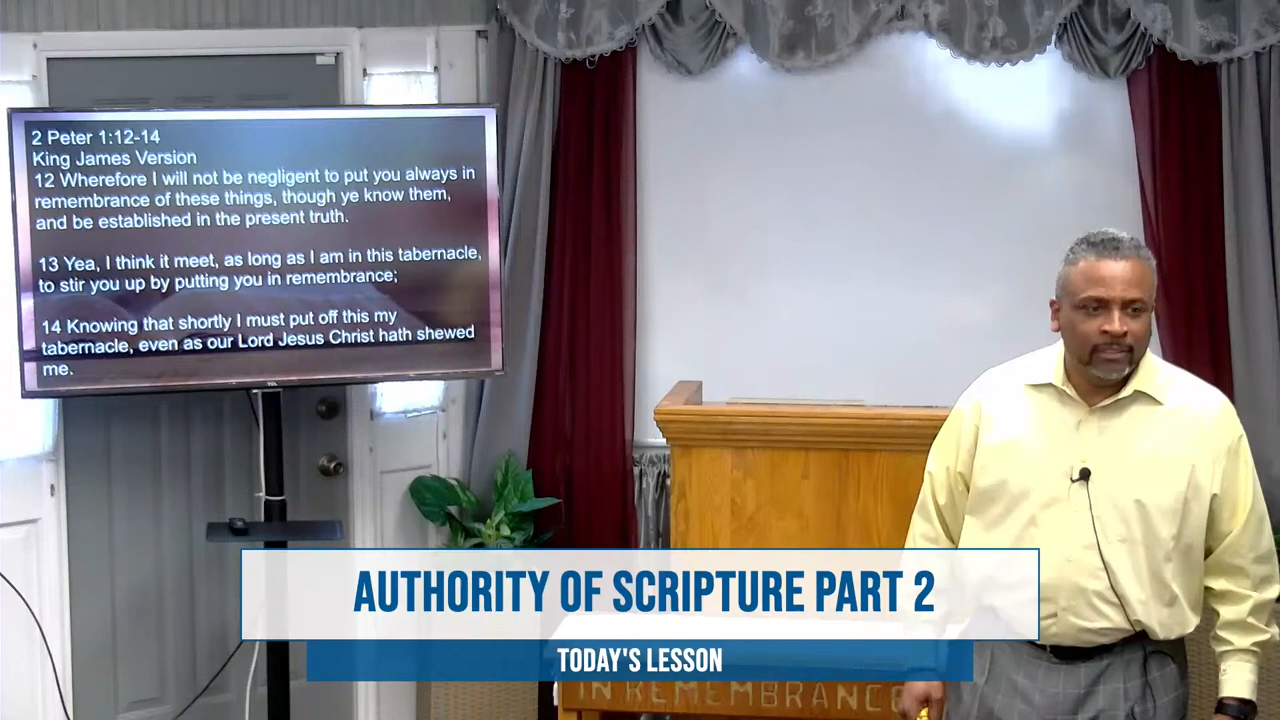 2 Peter 1:12-14
King James Version
12 Wherefore I will not be negligent to put you always in
remembrance of these things, though ye know them,
and be established in the present truth.
13 Yea, I think it meet, as long as I am in this tabernacle,
to stir you up by putting you in remembrance;
14 Knowing that shortly I must put off this my
tabernacle, even as our Lord Jesus Christ hath shewed
me.
AUTHORITY OF SCRIPTURE PART 2
TODAY'S LESSON
IN REMEMBRANCE